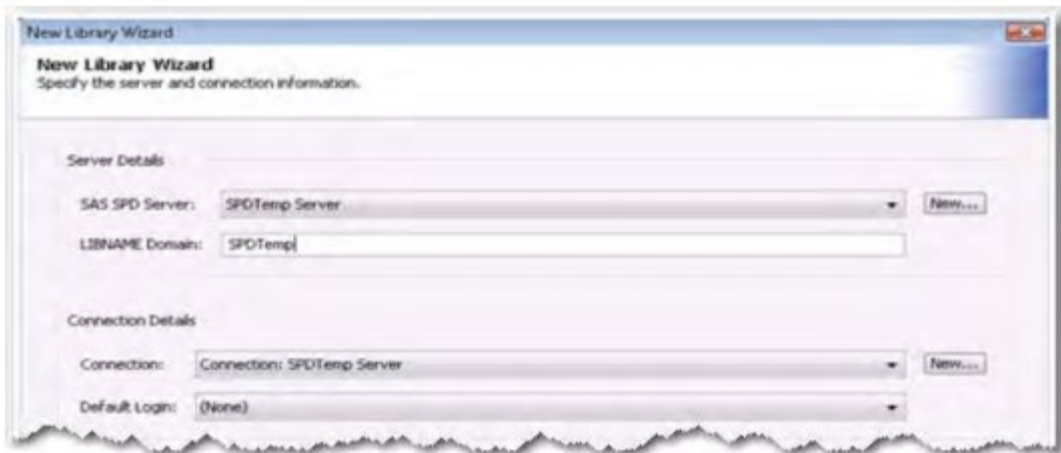 New Library Wizard
New Library Wizard
Specify the server and connection information.
Server Details
SAS SPD Server: SPDTemp Server New...
LIBNAME Domain: SPDTemp
Connection Details
Connection: Connection: SPDTemp Server New...
Default Login: (None)